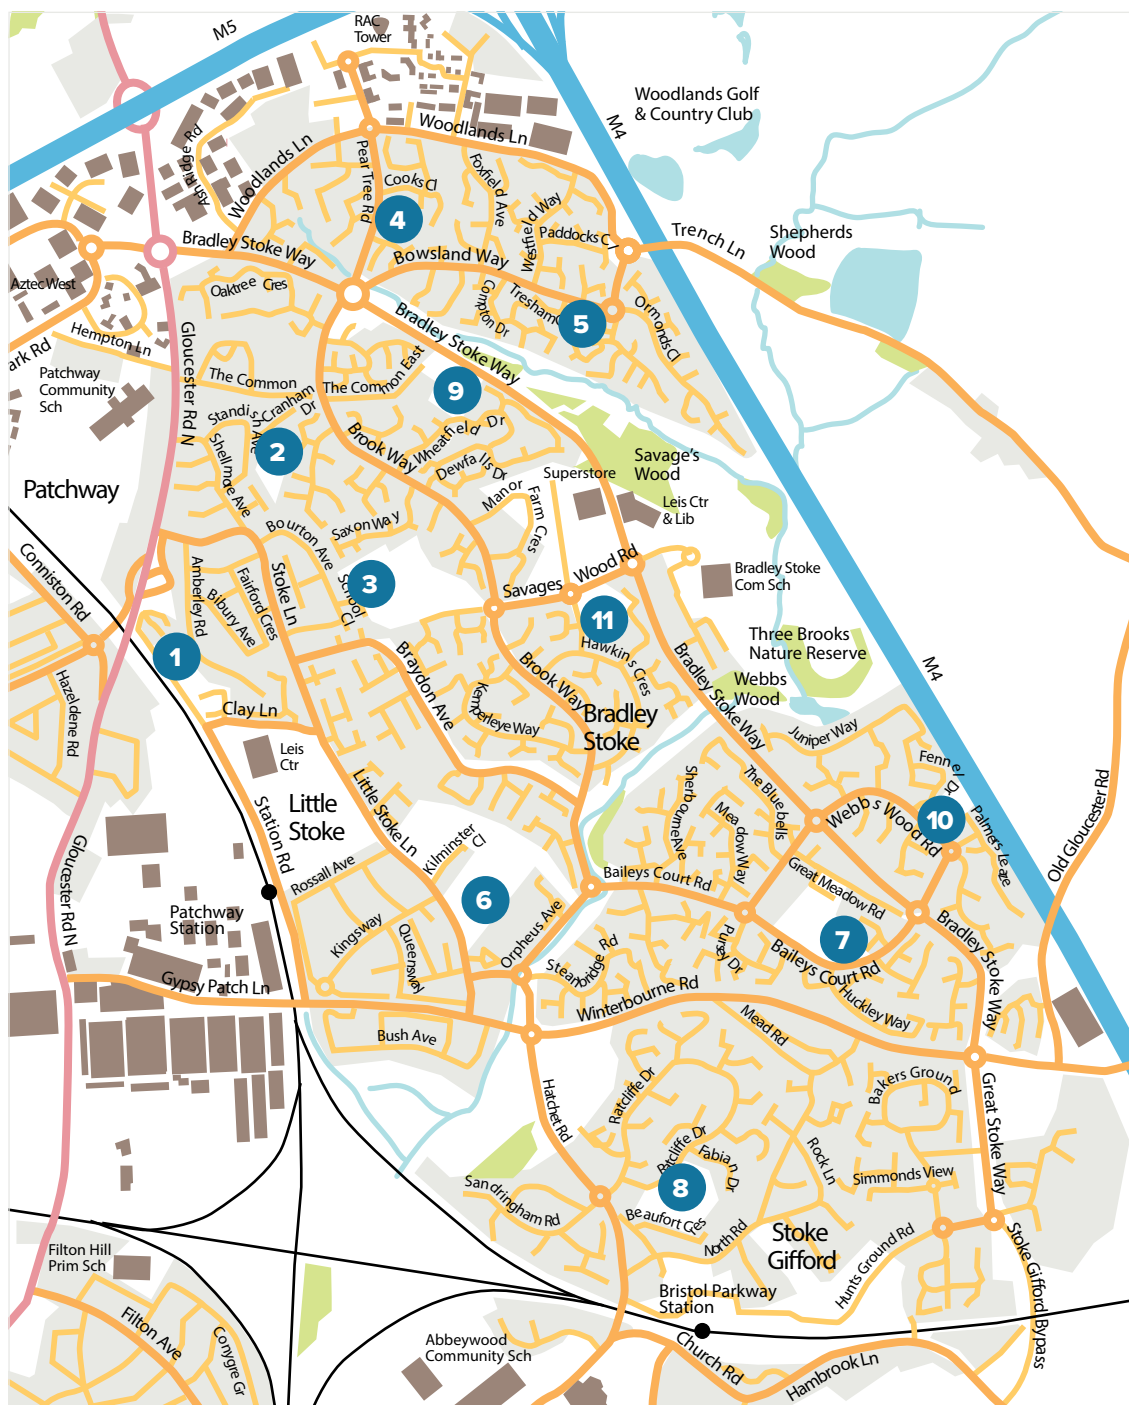 M5
RAC
Tower
M4
Woodlands Golf
& Country Club
Woodlands Ln
Ash Ridge Rd
Woodlands Ln
Pear Tree Rd
Cooks Cl
Foxfield Ave
4
Westfield Way
Paddocks Cl
Trench Ln
Shepherds
Wood
Bradley Stoke Way
Bowsland Way
Aztec West
Oaktree Cres
Compton Dr
Tresham
5
Ormonds Cl
Hempton Ln
ark Rd
Gloucester Rd N
Bradley Stoke Way
Patchway
Community
Sch
The Common
The Common East
9
Standish Ave
Cranham
Dr
2
Shellmore Ave
Brook Way
Wheatfield Dr
Dewfalls Dr
Savage's
Wood
Superstore
Patchway
Manor
Farm Cres
Leis Ctr
& Lib
Bourton Ave
Saxon Way
Conniston Rd
Amberley Rd
Fairford Cres
Bibury Ave
Stoke Ln
School
Cl
3
Savages
Wood Rd
Bradley Stoke
Com Sch
11
Hawkins Cres
Three Brooks
Nature Reserve
M4
1
Braydon Ave
Brook Way
Bradley Stoke Way
Webbs
Wood
Hazeldene Rd
Clay Ln
Kemperleye Way
Bradley
Stoke
Juniper Way
Leis
Ctr
Fennel
Dr
Little
Stoke
Station Rd
Little Stoke Ln
Sherbourne Ave
Meadow Way
The Bluebells
Webbs Wood Rd
10
Palmers Leaze
Old Gloucester Rd
Kilminster
Cl
Gloucester Rd N
Rossall Ave
Baileys Court Rd
Great Meadow Rd
6
Patchway
Station
Kingsway
Queensway
Orpheus Ave
7
Bradley Stoke Way
Stean
bridge Rd
Pursey Dr
Baileys Court Rd
Gypsy Patch Ln
Winterbourne Rd
Huckley Way
Bush Ave
Mead Rd
Hatchet Rd
Ratcliffe Dr
Bakers Ground
Great Stoke Way
Ratcliffe Dr
Fabian
Dr
Rock Ln
Simmonds View
8
Sandringham Rd
Beaufort Cres
North Rd
Stoke
Gifford
Hunts Ground Rd
Stoke Gifford Bypass
Filton Hill
Prim Sch
Bristol Parkway
Station
Filton Ave
Conygre Gr
Abbeywood
Community Sch
Church Rd
Hambrook Ln